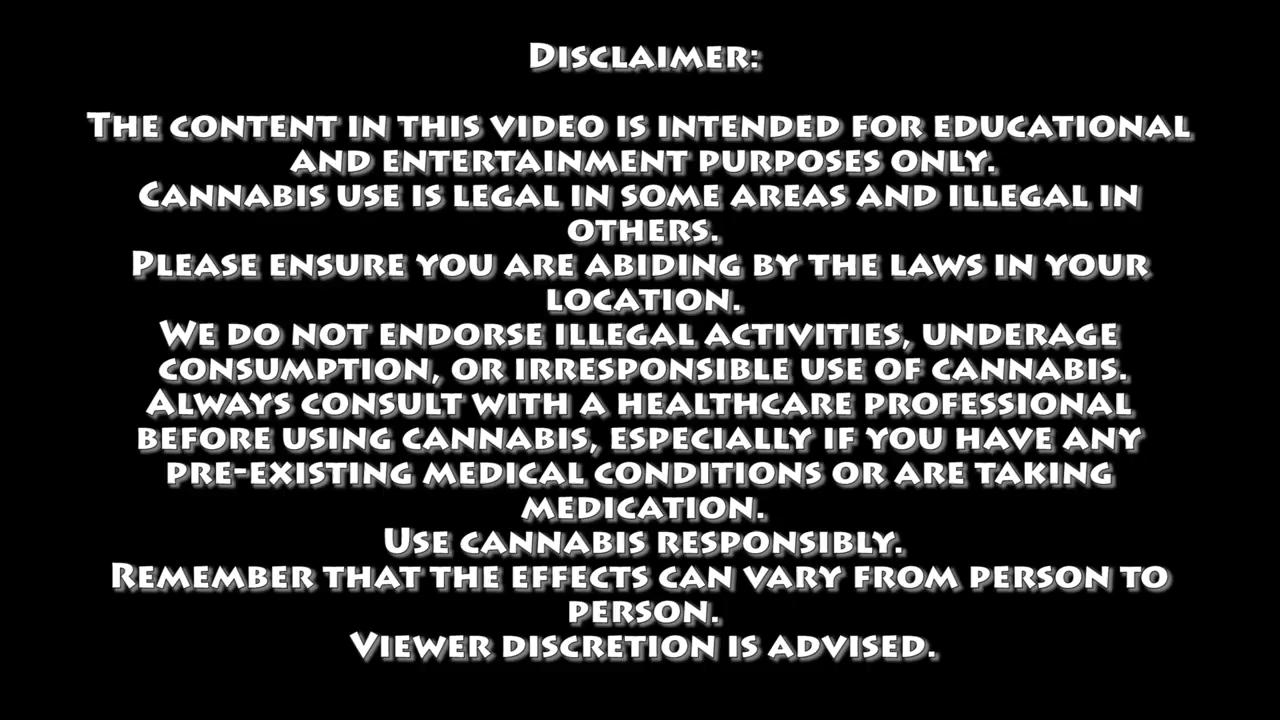 Disclaimer:
The content in this video is intended for educational
and entertainment purposes only.
Cannabis use is legal in some areas and illegal in
others.
Please ensure you are abiding by the laws in your
location.
We do not endorse illegal activities, underage
consumption, or irresponsible use of cannabis.
Always consult with a healthcare professional
before using cannabis, especially if you have any
pre-existing medical conditions or are taking
medication.
Use cannabis responsibly.
Remember that the effects can vary from person to
person.
Viewer discretion is advised.